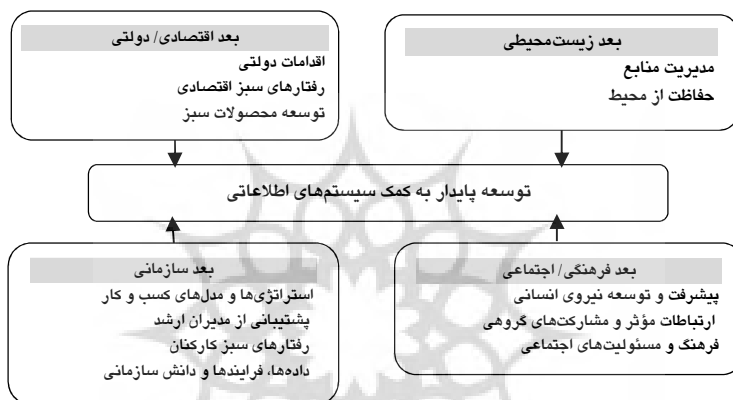 بعد زیست‌محیطی
مدیریت منابع
حفاظت از محیط
بعد اقتصادی/ دولتی
اقدامات دولتی
رفتارهای سبز اقتصادی
توسعه محصولات سبز
توسعه پایدار به کمک سیستم‌های اطلاعاتی
بعد فرهنگی/ اجتماعی
پیشرفت و توسعه نیروی انسانی
ارتباطات مؤثر و مشارکت‌های گروهی
فرهنگ و مسئولیت‌های اجتماعی
بعد سازمانی
استراتژی‌ها و مدل‌های کسب و کار
پشتیبانی از مدیران ارشد
رفتارهای سبز کارکنان
داده‌ها، فرایندها و دانش سازمانی